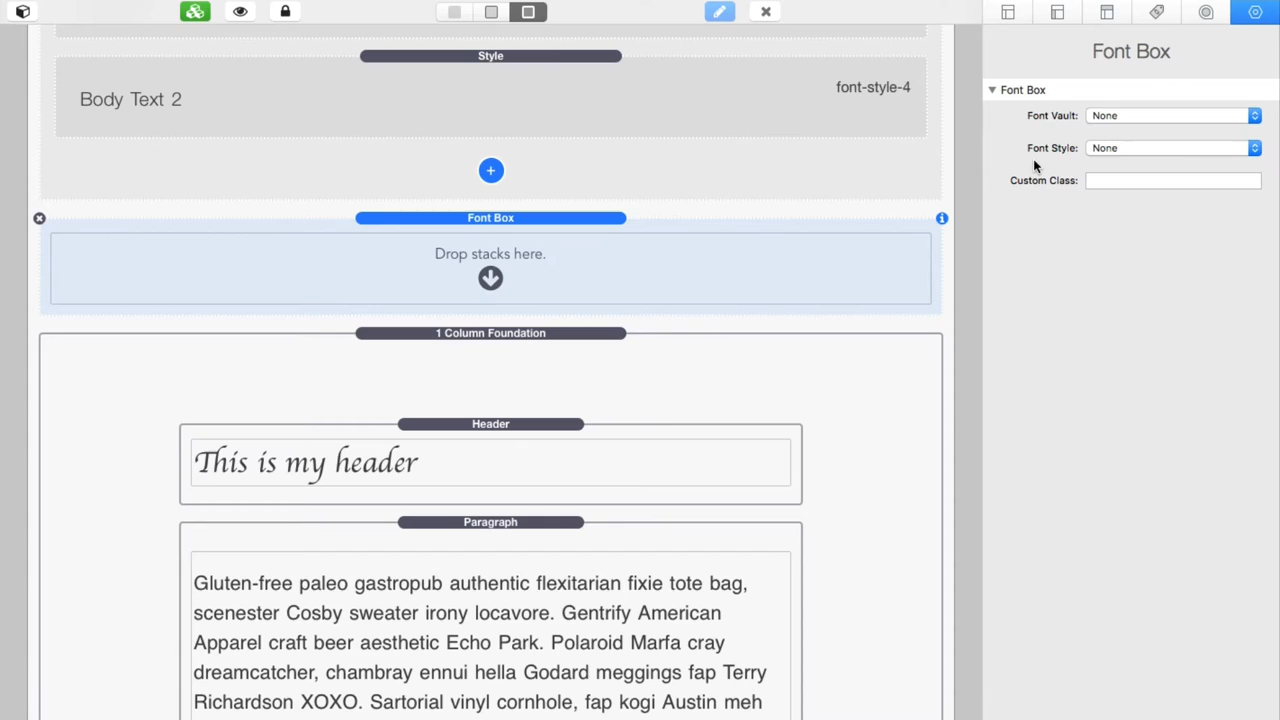 Style
Body Text 2
font-style-4
Font Box
Drop stacks here.
1 Column Foundation
Header
This is my header
Paragraph
Gluten-free paleo gastropub authentic flexitarian fixie tote bag,
scenester Cosby sweater irony locavore. Gentrify American
Apparel craft beer aesthetic Echo Park. Polaroid Marfa cray
dreamcatcher, chambray ennui hella Godard meggings fap Terry
Richardson XOXO. Sartorial vinyl cornhole, fap kogi Austin meh
Font Box
Font Box
Font Vault: None
Font Style: None
Custom Class: